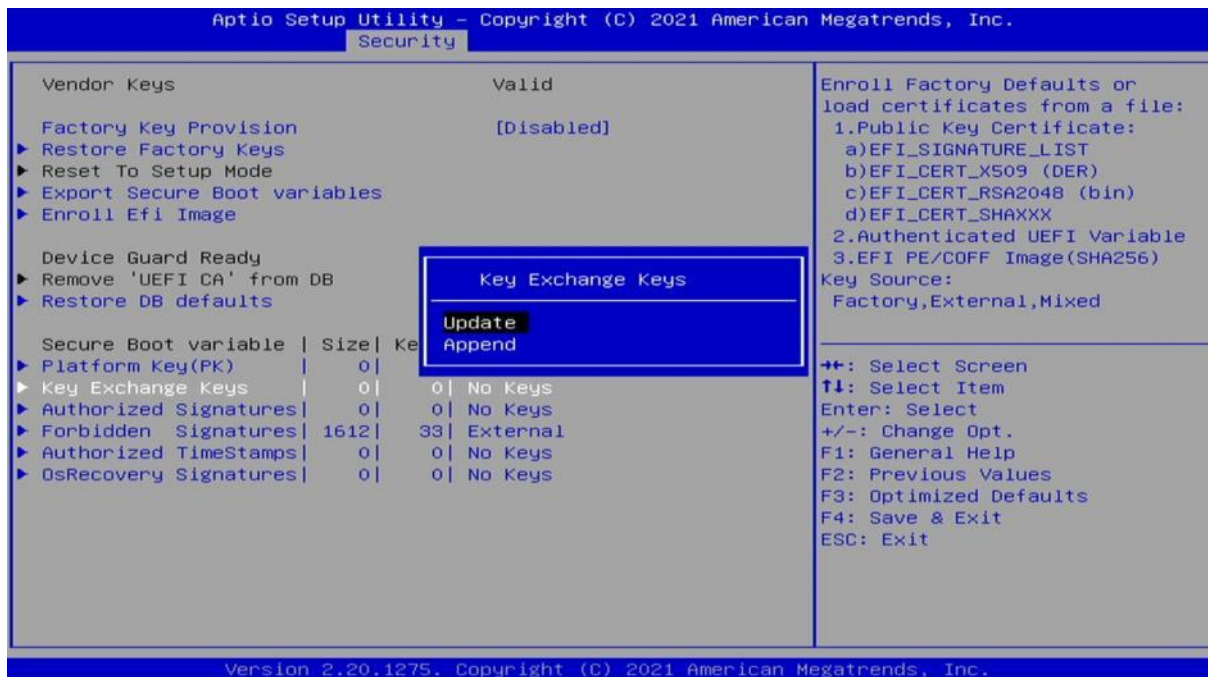 Aptio Setup Utility – Copyright (C) 2021 American Megatrends, Inc.
Security
Vendor Keys Valid
Factory Key Provision [Disabled]
► Restore Factory Keys
► Reset To Setup Mode
► Export Secure Boot variables
► Enroll Efi Image
Device Guard Ready
► Remove 'UEFI CA' from DB
► Restore DB defaults
Secure Boot variable | Size| Ke
► Platform Key(PK) | 0|
► Key Exchange Keys | 0| 0| No Keys
► Authorized Signatures| 0| 0| No Keys
► Forbidden Signatures| 1612| 33| External
► Authorized TimeStamps| 0| 0| No Keys
► OsRecovery Signatures| 0| 0| No Keys
Key Exchange Keys
Update
Append
Enroll Factory Defaults or
load certificates from a file:
1.Public Key Certificate:
a)EFI_SIGNATURE_LIST
b)EFI_CERT_X509 (DER)
c)EFI_CERT_RSA2048 (bin)
d)EFI_CERT_SHAXXX
2.Authenticated UEFI Variable
3.EFI PE/COFF Image(SHA256)
Key Source:
Factory,External,Mixed
→←: Select Screen
↑↓: Select Item
Enter: Select
+/-: Change Opt.
F1: General Help
F2: Previous Values
F3: Optimized Defaults
F4: Save & Exit
ESC: Exit
Version 2.20.1275. Copyright (C) 2021 American Megatrends, Inc.